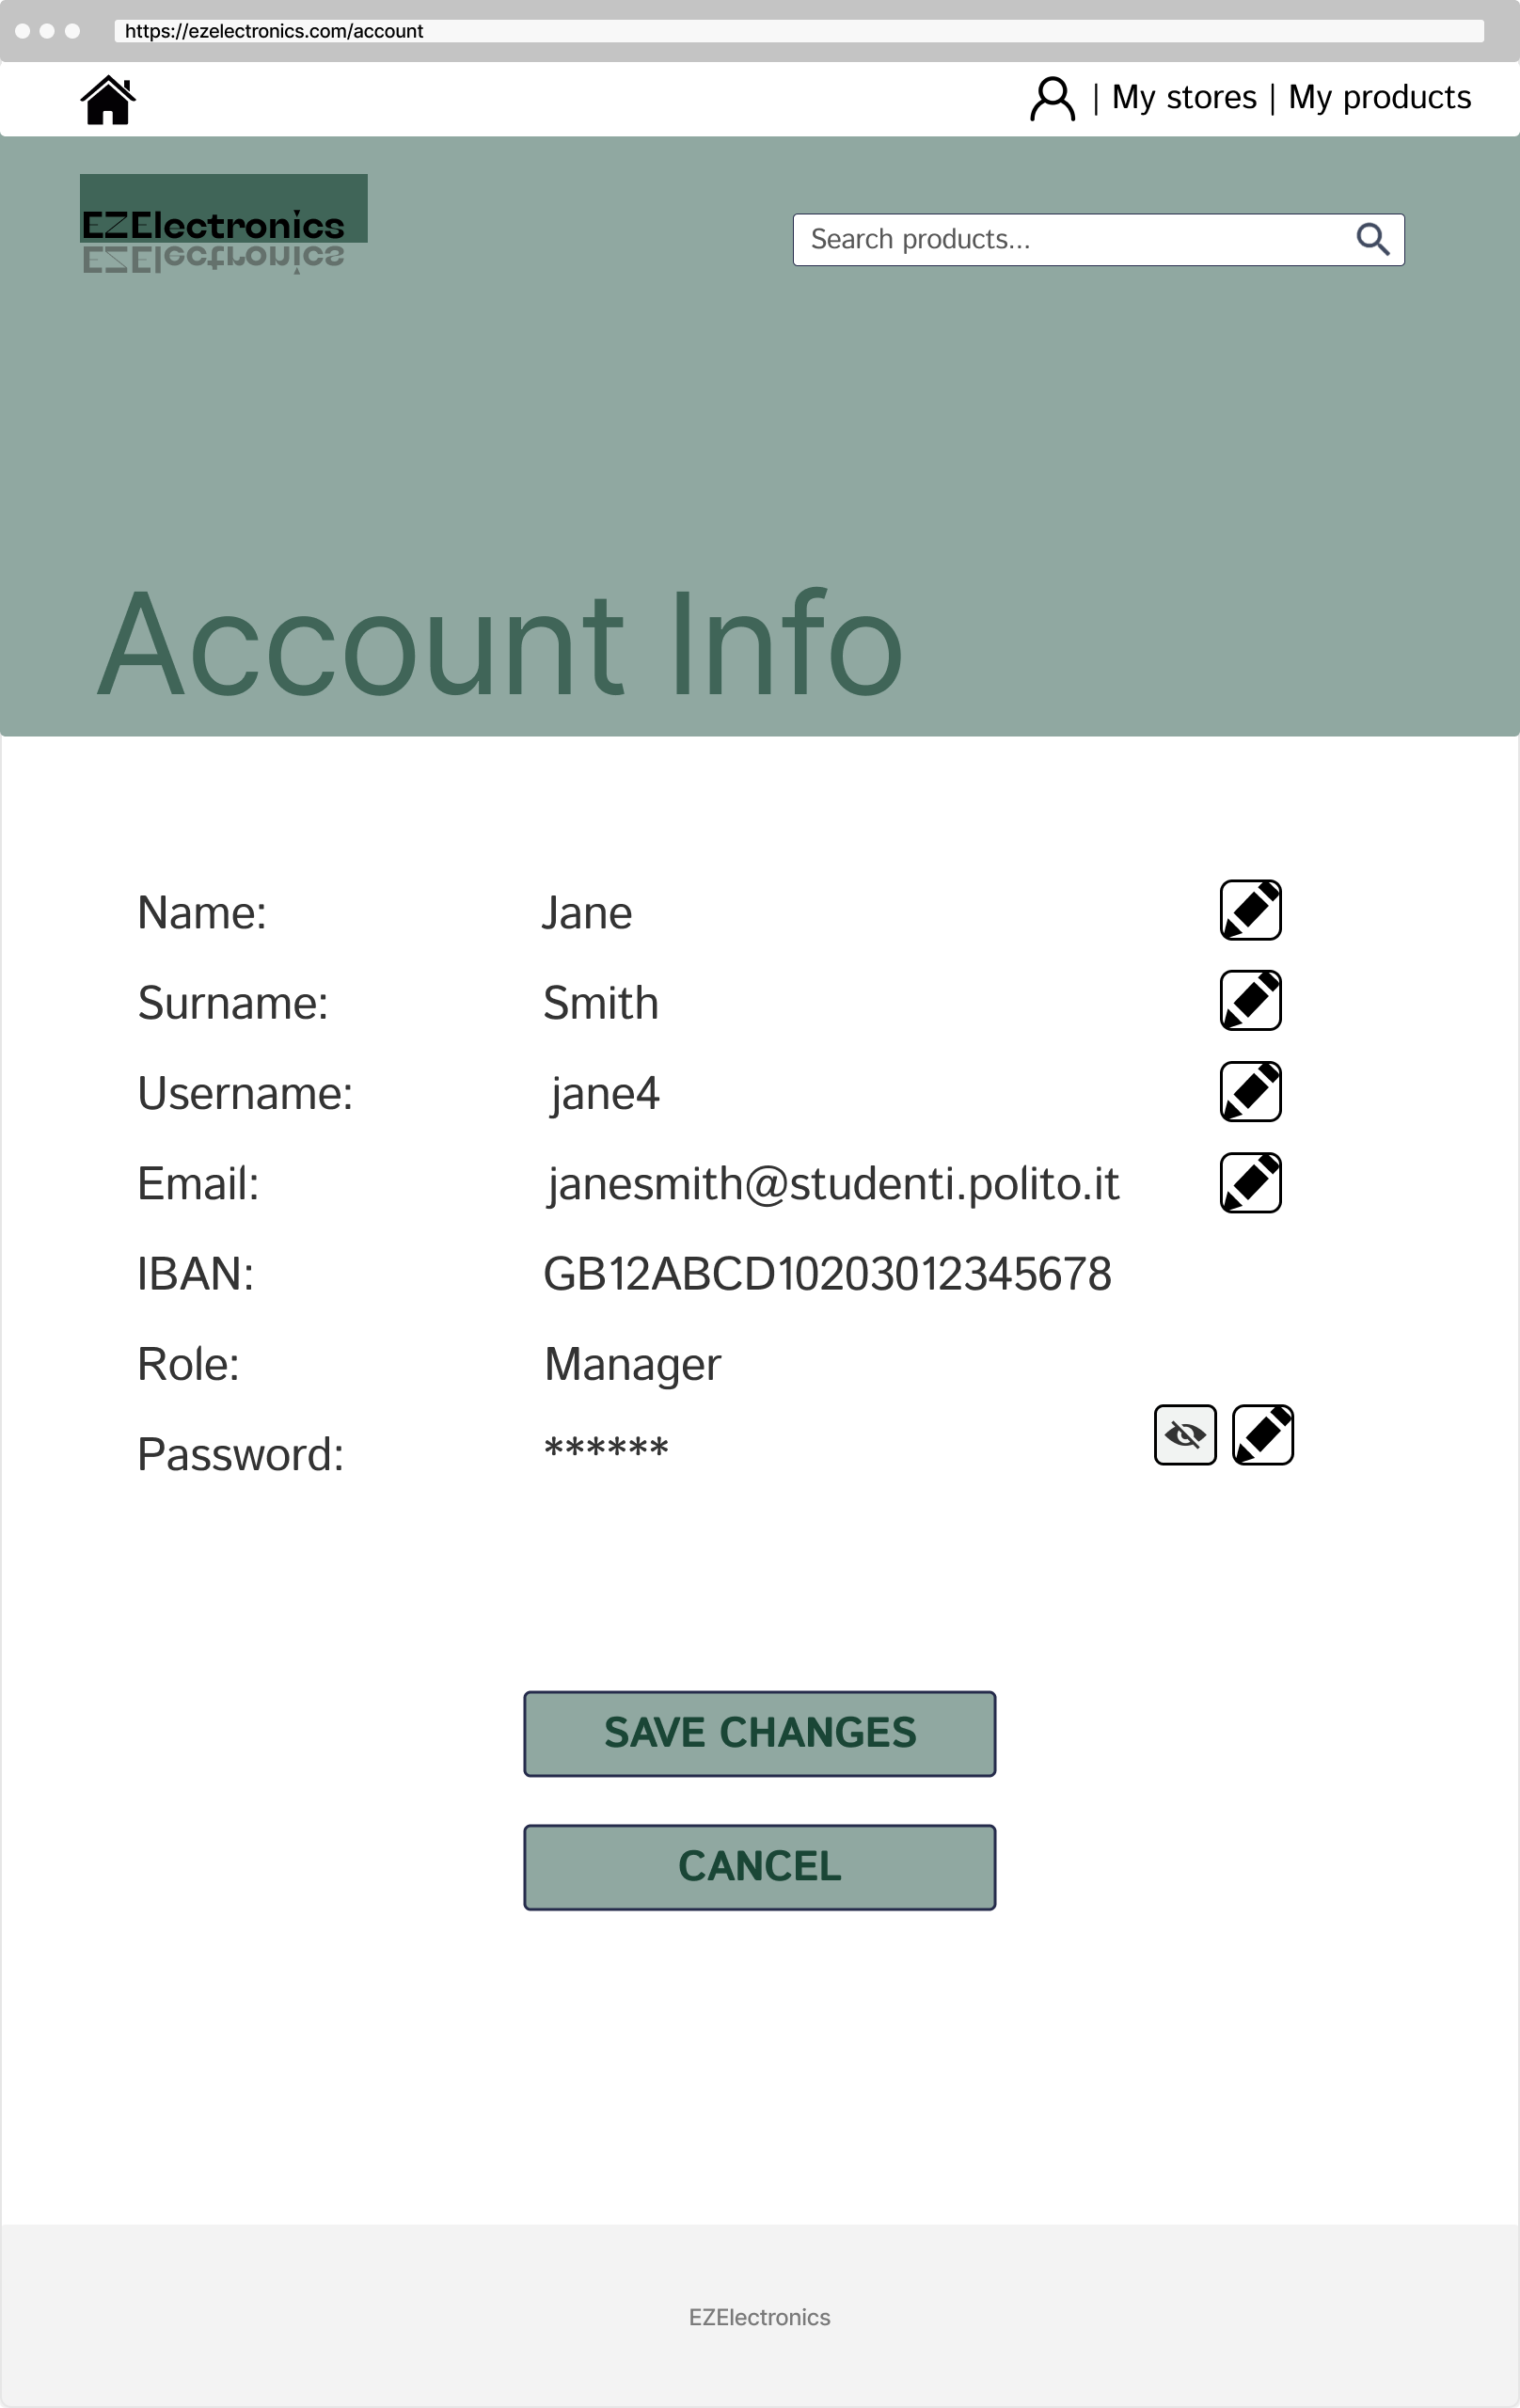 https://ezelectronics.com/account
| My stores | My products
EZElectronics
EZElectronics
Search products...
Account Info
Name: Jane
Surname: Smith
Username: jane4
Email: janesmith@studenti.polito.it
IBAN: GB12ABCD10203012345678
Role: Manager
Password: ******
SAVE CHANGES
CANCEL
EZElectronics